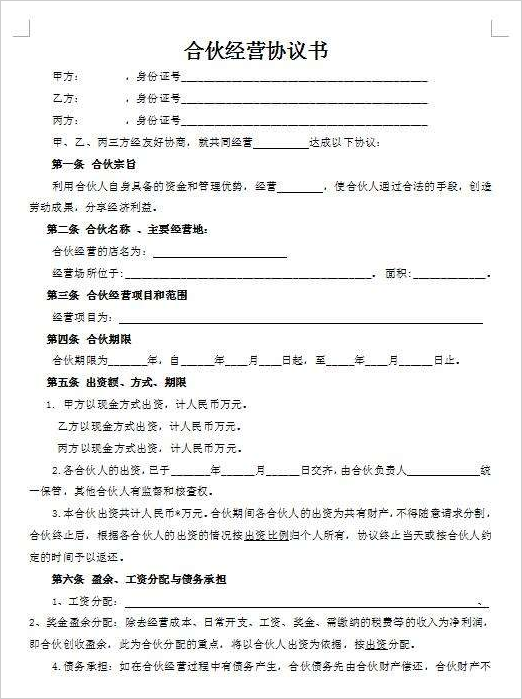 合伙经营协议书
甲方：　　　，身份证号____________________
乙方：　　　，身份证号____________________
丙方：　　　，身份证号____________________
甲、乙、丙三方经友好协商，就共同经营________达成以下协议：
第一条 合伙宗旨
利用合伙人自身具备的资金和管理优势，经营_______，使合伙人通过合法的手段，创造
劳动成果，分享经济利益。
第二条 合伙名称 、主要经营地：
合伙经营的店名为：____________________
经营场所位于：____________________。 面积：___________。
第三条 合伙经营项目和范围
经营项目为：____________________
第四条 合伙期限
合伙期限为______年，自_____年____月____日起，至____年____月_____日止。
第五条 出资额、方式、期限
1. 甲方以现金方式出资，计人民币万元。
乙方以现金方式出资，计人民币万元。
丙方以现金方式出资，计人民币万元。
2.各合伙人的出资，已于______年______月_____日交齐，由合伙负责人___________统
一保管，其他合伙人有监督和核查权。
3.本合伙出资共计人民币*万元。合伙期间各合伙人的出资为共有财产，不得随意请求分割，
合伙终止后，根据各合伙人的出资的情况按出资比例归个人所有，协议终止当天或按合伙人约
定的时间予以返还。
第六条 盈余、工资分配与债务承担
1、工资分配：____________________、
2、奖金盈余分配：除去经营成本、日常开支、工资、奖金、需缴纳的税费等的收入为净利润，
即合伙创收盈余，此为合伙分配的重点，将以合伙人出资为依据，按出资分配。
4.债务承担：如在合伙经营过程中有债务产生，合伙债务先由合伙财产偿还，合伙财产不